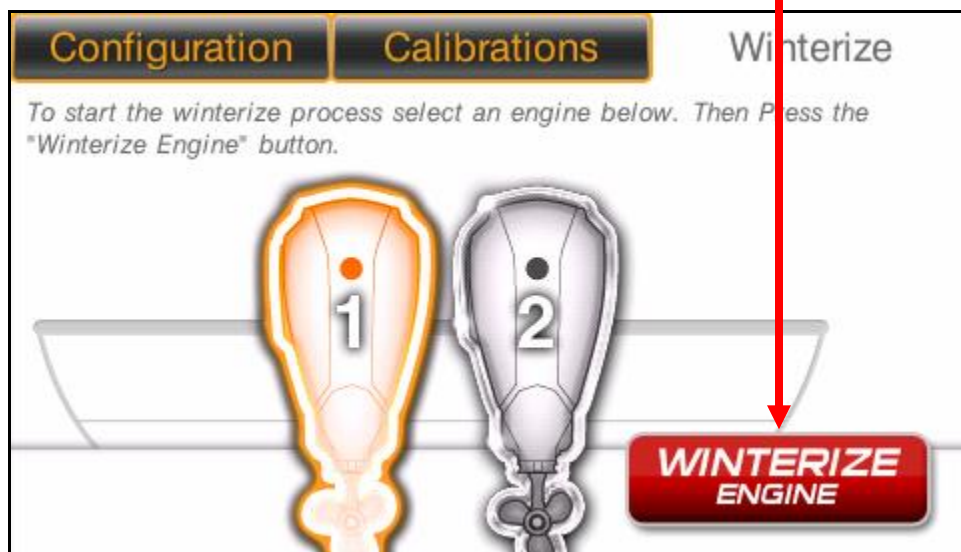 Configuration Calibrations Winterize
To start the winterize process select an engine below. Then Press the
"Winterize Engine" button.
1 2
WINTERIZE
ENGINE